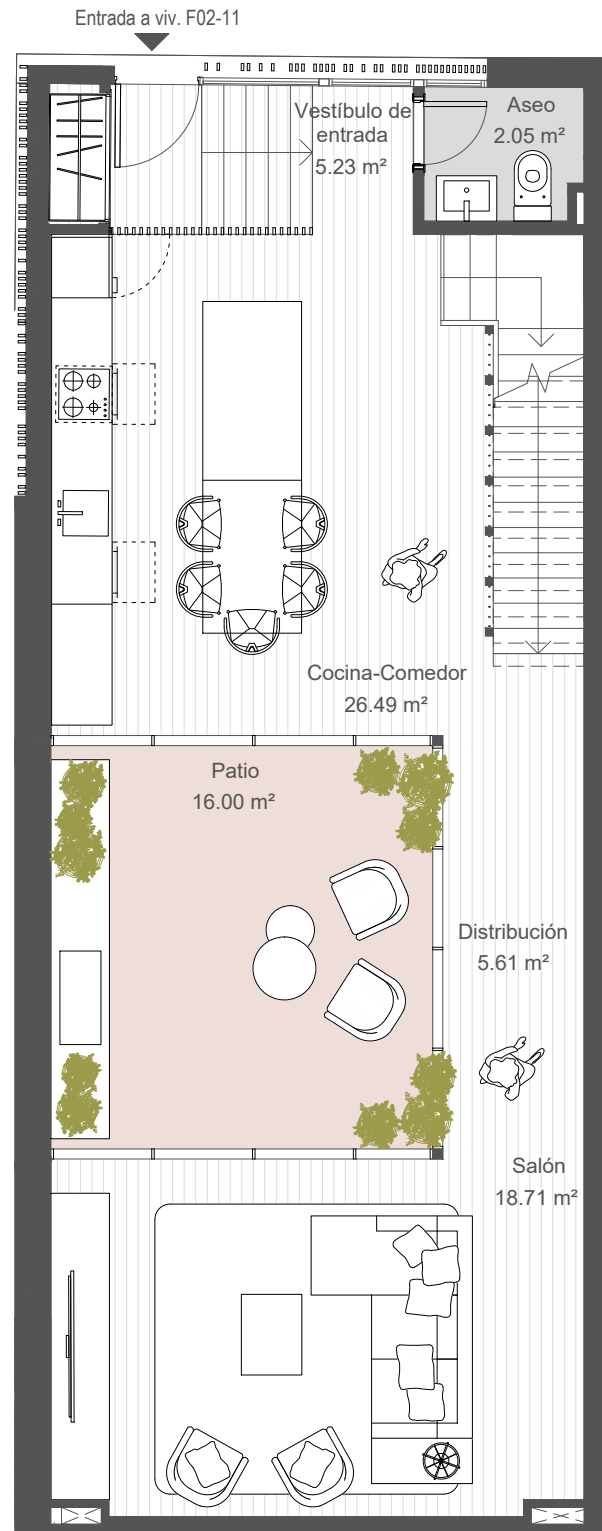 Entrada a viv. F02-11
Vestíbulo de
entrada
5.23 m²
Aseo
2.05 m²
Cocina-Comedor
26.49 m²
Patio
16.00 m²
Distribución
5.61 m²
Salón
18.71 m²